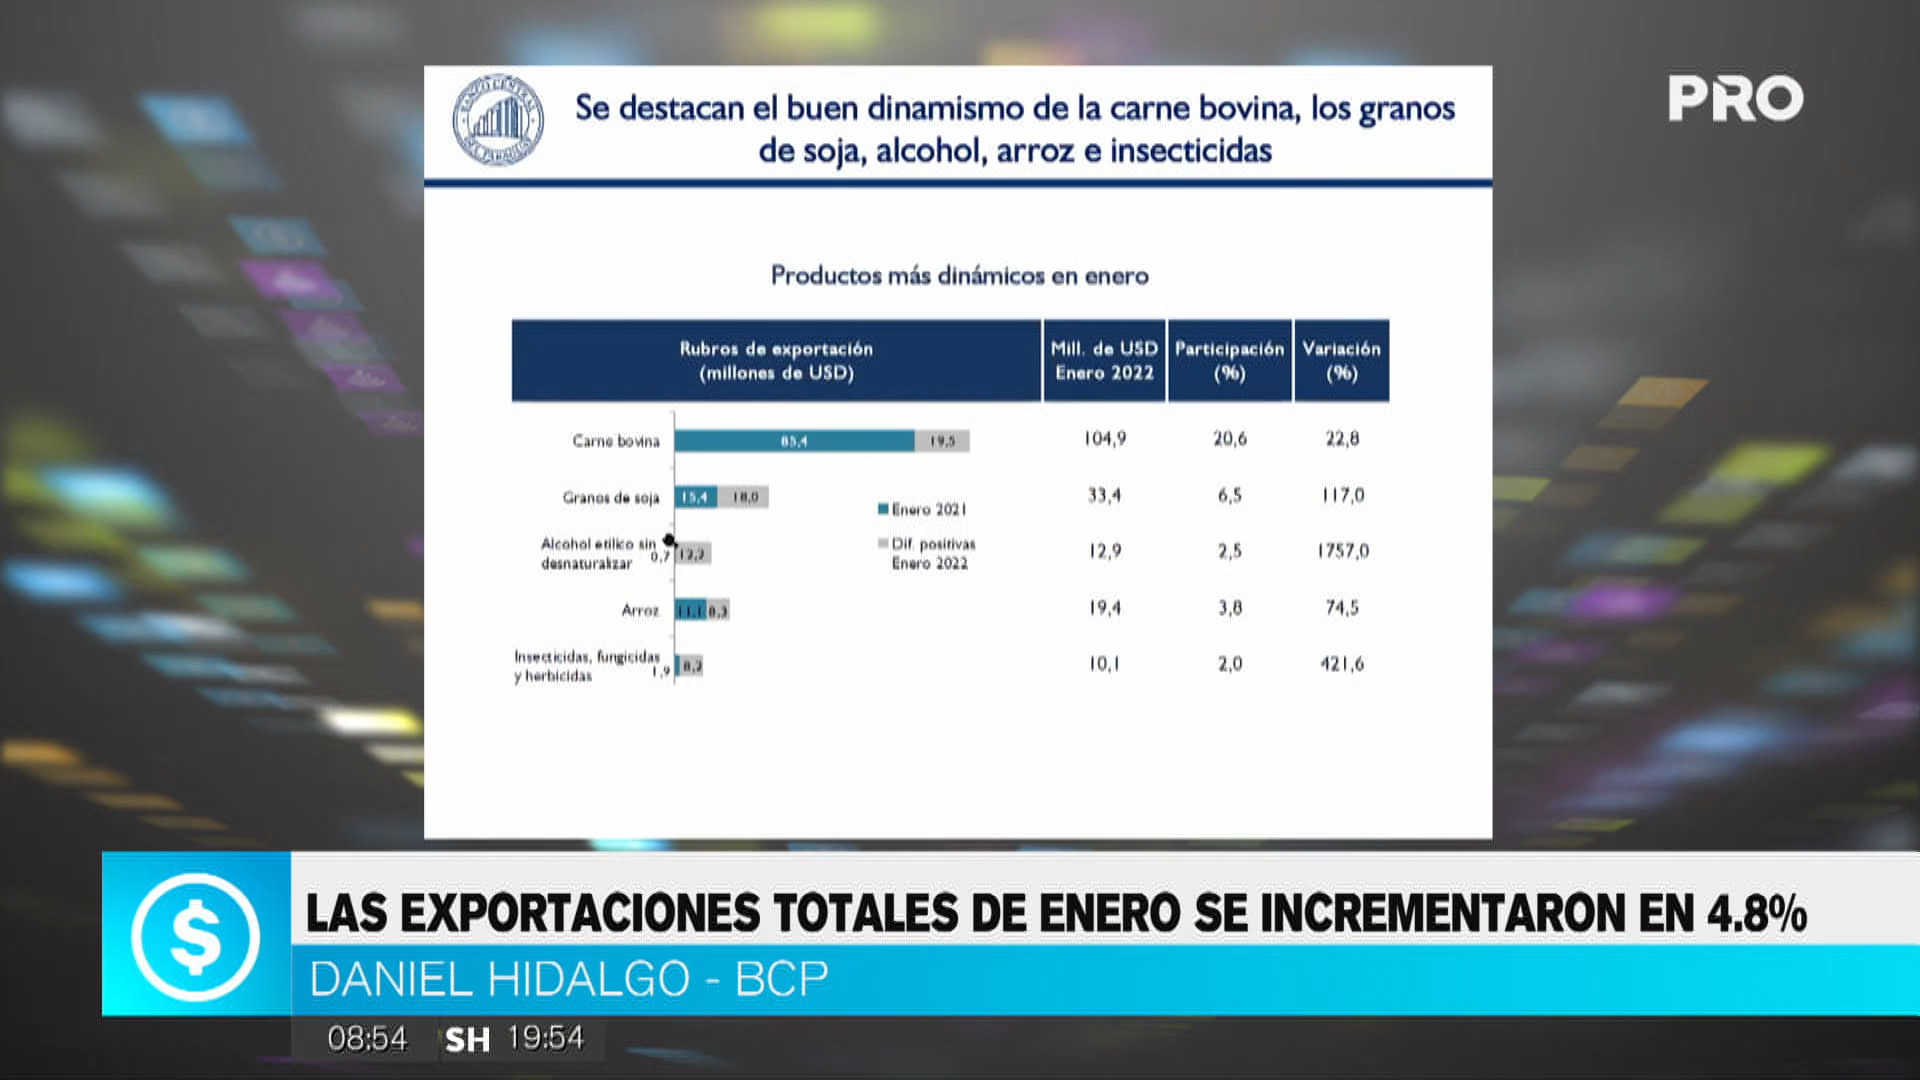 PRO
BANCO CENTRAL
DEL PARAGUAY
Se destacan el buen dinamismo de la carne bovina, los granos
de soja, alcohol, arroz e insecticidas
Productos más dinámicos en enero
Rubros de exportación
(millones de USD)
Mill. de USD
Enero 2022
Participación
(%)
Variación
(%)
Carne bovina 85,4 19,5 104,9 20,6 22,8
Granos de soja 15,4 18,0 33,4 6,5 117,0
Enero 2021
Alcohol etílico sin
desnaturalizar 0,7 12,2 12,9 2,5 1757,0
Dif. positivas
Enero 2022
Arroz 11,1 8,3 19,4 3,8 74,5
Insecticidas, fungicidas
y herbicidas 1,9 8,2 10,1 2,0 421,6
$
LAS EXPORTACIONES TOTALES DE ENERO SE INCREMENTARON EN 4.8%
DANIEL HIDALGO - BCP
08:54 SH 19:54